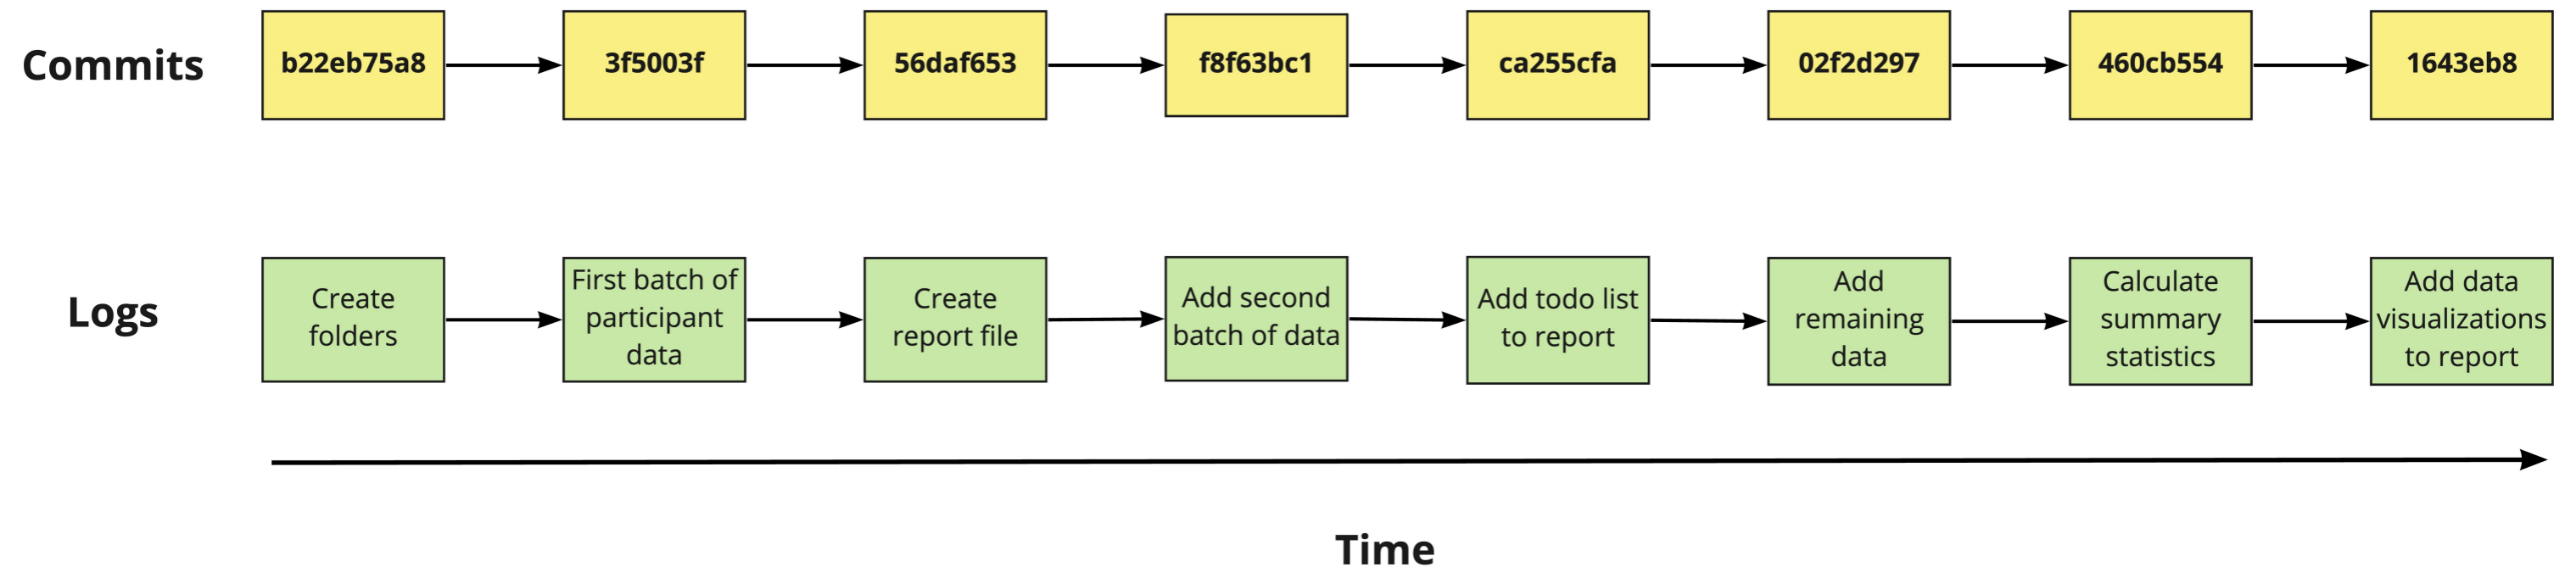 Commits
b22eb75a8
3f5003f
56daf653
f8f63bc1
ca255cfa
02f2d297
460cb554
1643eb8
Logs
Create
folders
First batch of
participant
data
Create
report file
Add second
batch of data
Add todo list
to report
Add
remaining
data
Calculate
summary
statistics
Add data
visualizations
to report
Time